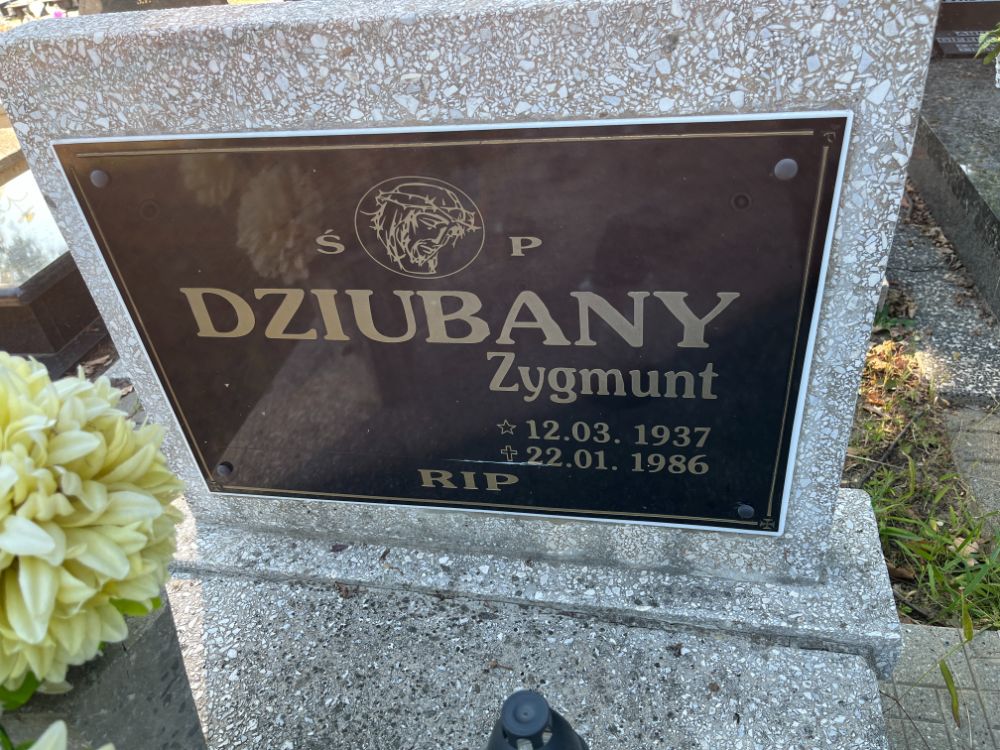 Ś P
DZIUBANY
Zygmunt
☆ 12.03. 1937
✝ 22.01. 1986
RIP